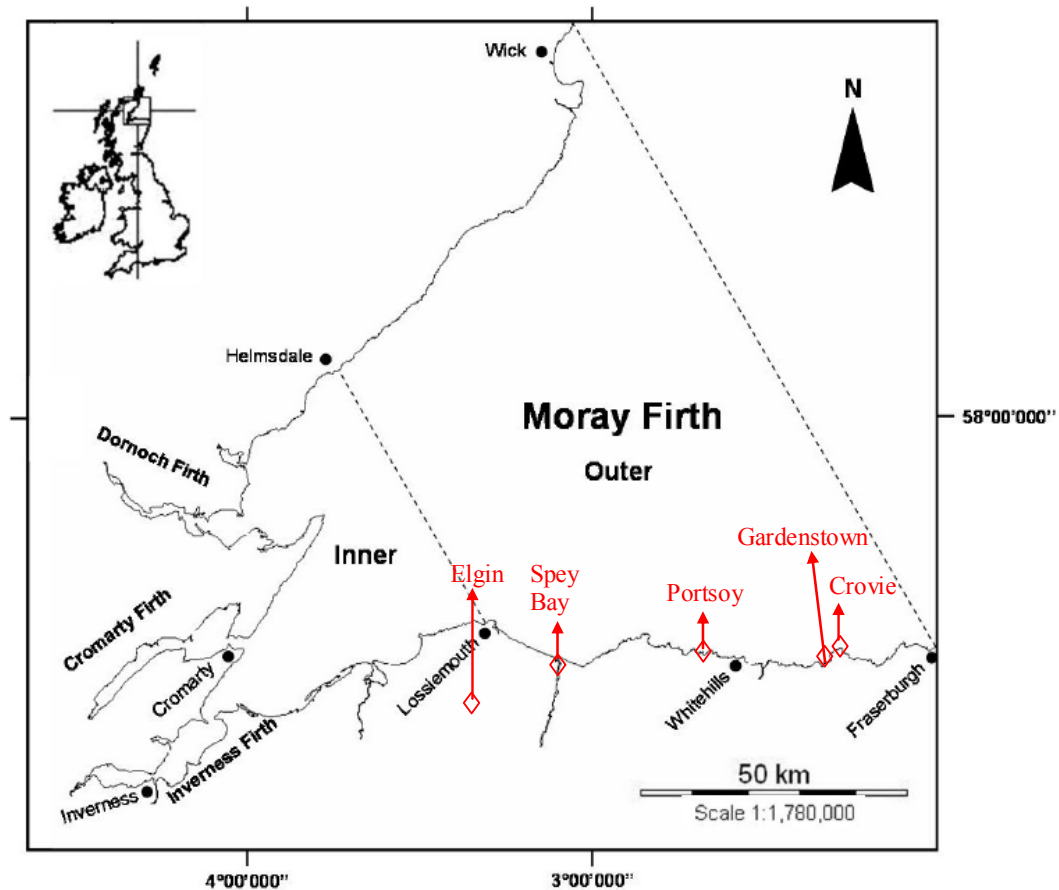 Wick
N
Helmsdale
58°00'000"
Moray Firth
Outer
Dornoch Firth
Inner
Gardenstown
Elgin
Spey
Bay
Portsoy
Crovie
Cromarty Firth
Cromarty
Lossiemouth
Whitehills
Fraserburgh
Inverness Firth
Inverness
50 km
Scale 1:1,780,000
4°00'000"
3°00'000"